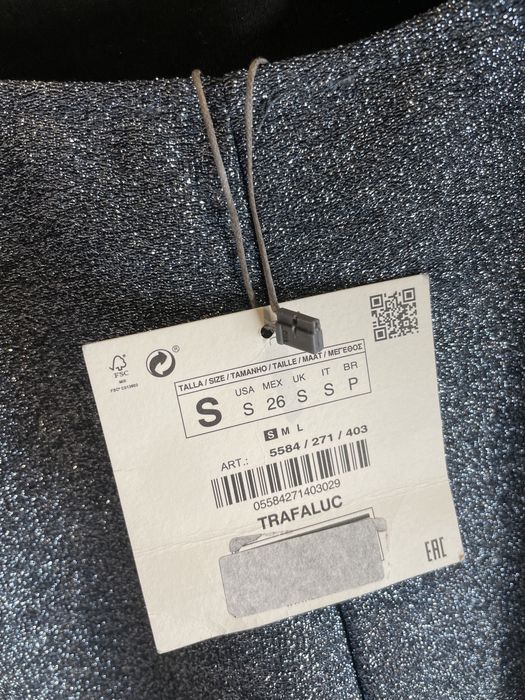 FSC
MIX
TALLA / SIZE / TAMANHO / TAILLE / MAAT / ΜΕΓΕΘΟΣ
S
USA MEX UK IT BR
S 26 S S P
S M L
ART.: 5584 / 271 / 403
05584271403029
TRAFALUC
EAC